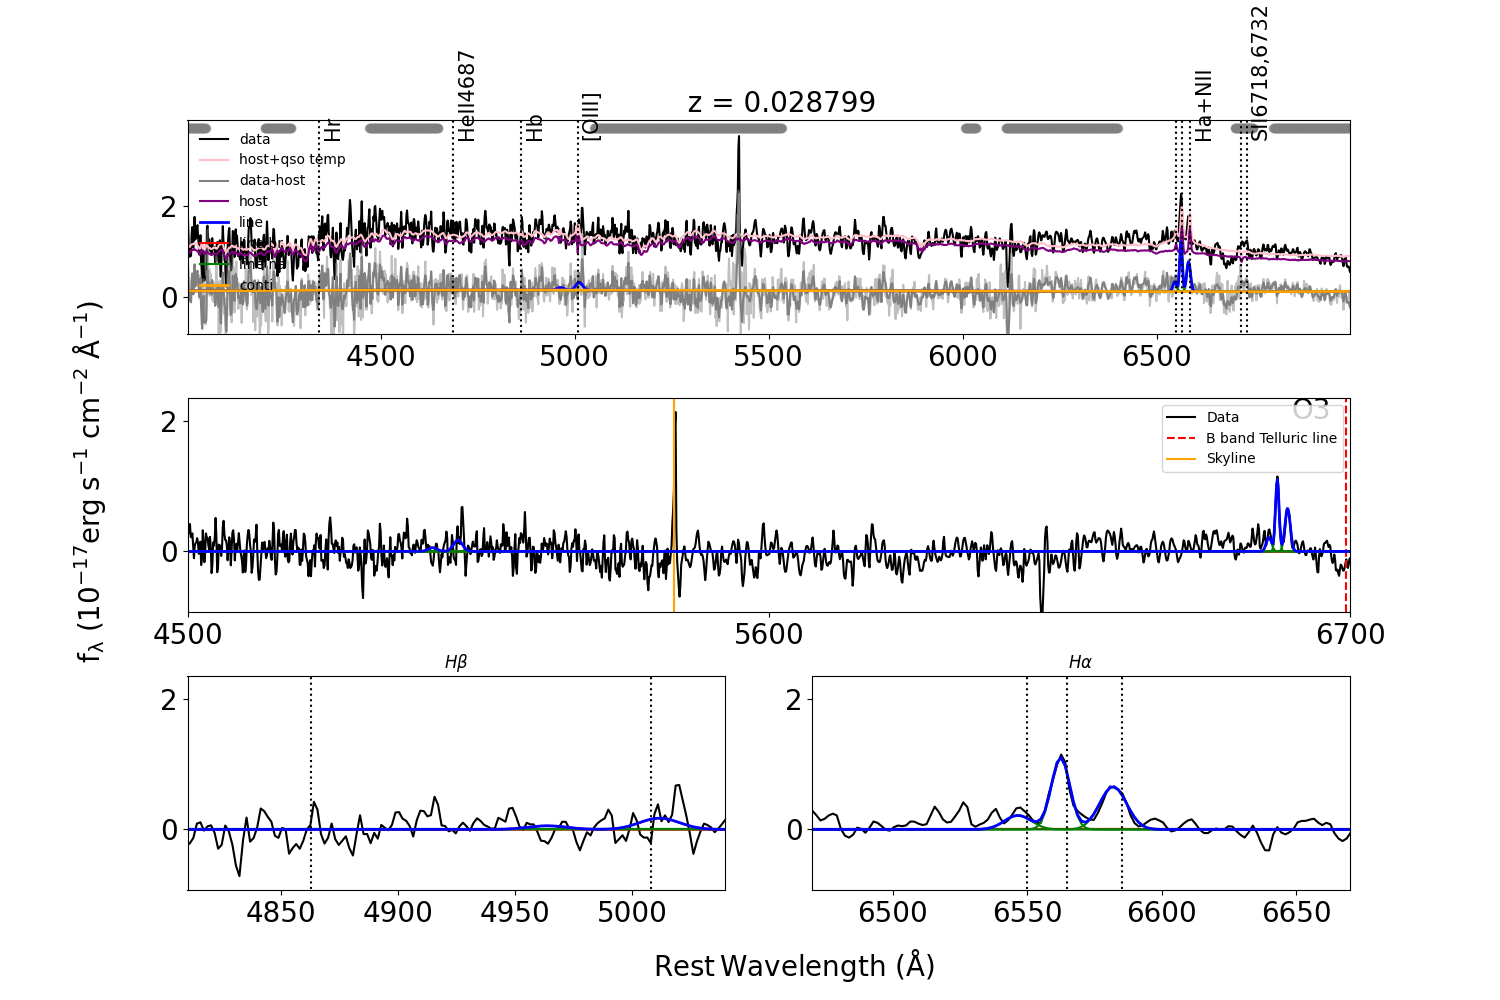 z = 0.028799
Hr
HeII4687
Hb
[OIII]
Ha+NII
SII6718,6732
data
host+qso temp
data-host
host
line
conti
2
0
4500
5000
5500
6000
6500
f_λ (10^−17 erg s^−1 cm^−2 Å^−1)
O3
Data
B band Telluric line
Skyline
2
0
4500
5600
6700
Hβ
2
0
4850
4900
4950
5000
Hα
2
0
6500
6550
6600
6650
Rest Wavelength (Å)